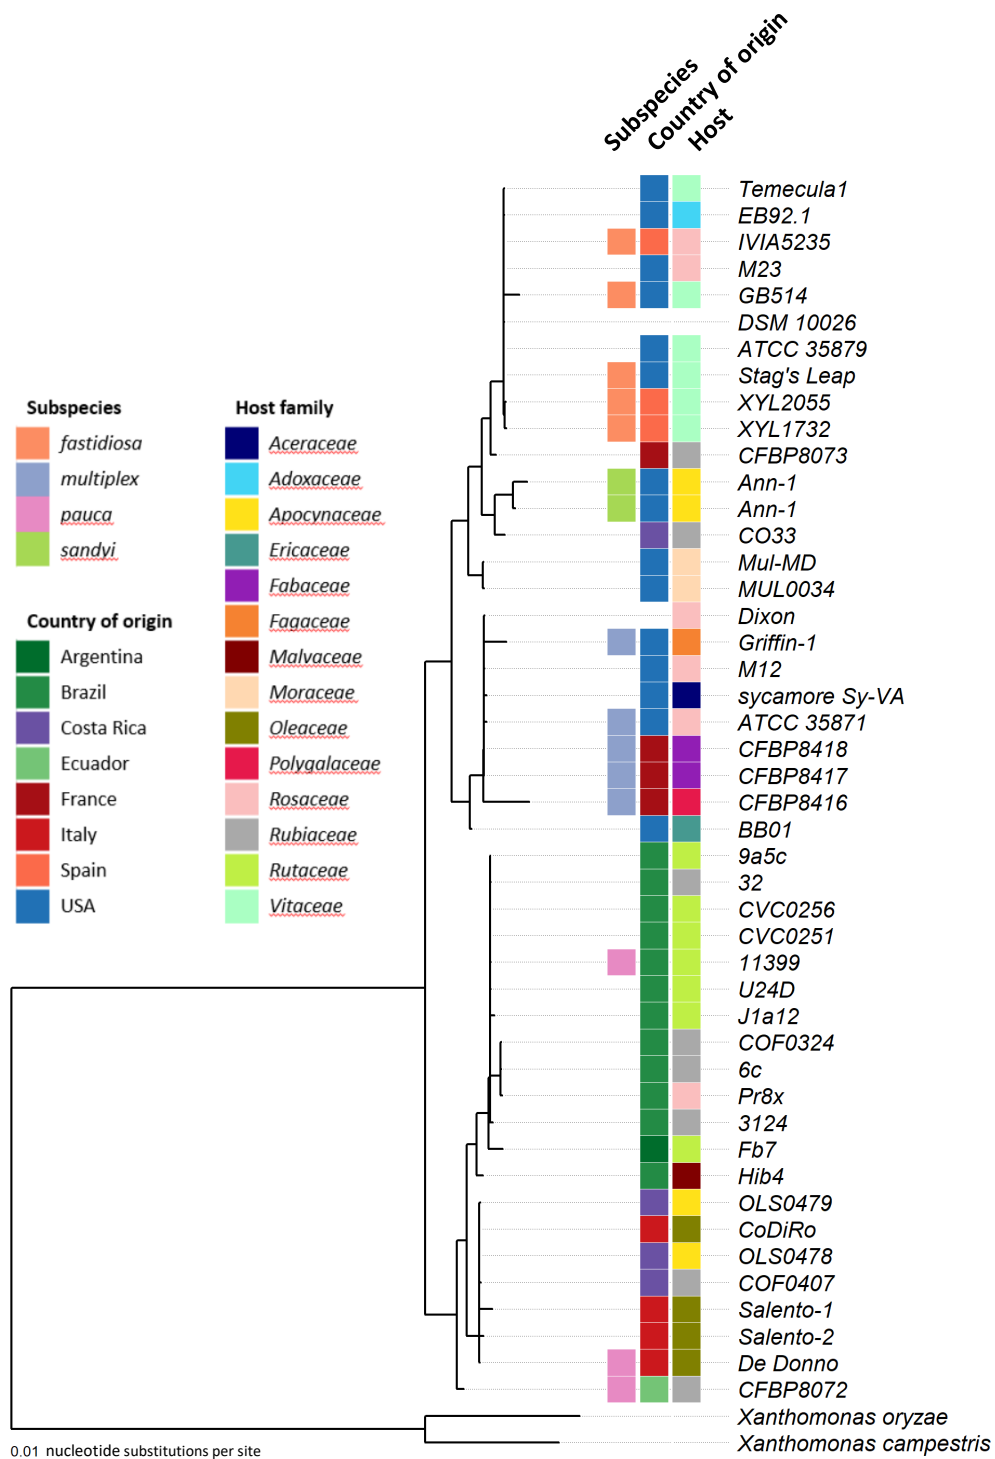 Subspecies
Country of origin
Host
Temecula1
EB92.1
IVIA5235
M23
GB514
DSM 10026
ATCC 35879
Stag's Leap
XYL2055
XYL1732
CFBP8073
Ann-1
Ann-1
CO33
Mul-MD
MUL0034
Dixon
Griffin-1
M12
sycamore Sy-VA
ATCC 35871
CFBP8418
CFBP8417
CFBP8416
BB01
9a5c
32
CVC0256
CVC0251
11399
U24D
J1a12
COF0324
6c
Pr8x
3124
Fb7
Hib4
OLS0479
CoDiRo
OLS0478
COF0407
Salento-1
Salento-2
De Donno
CFBP8072
Xanthomonas oryzae
Xanthomonas campestris
Subspecies
fastidiosa
multiplex
pauca
sandyi
Country of origin
Argentina
Brazil
Costa Rica
Ecuador
France
Italy
Spain
USA
Host family
Aceraceae
Adoxaceae
Apocynaceae
Ericaceae
Fabaceae
Fagaceae
Malvaceae
Moraceae
Oleaceae
Polygalaceae
Rosaceae
Rubiaceae
Rutaceae
Vitaceae
0.01 nucleotide substitutions per site